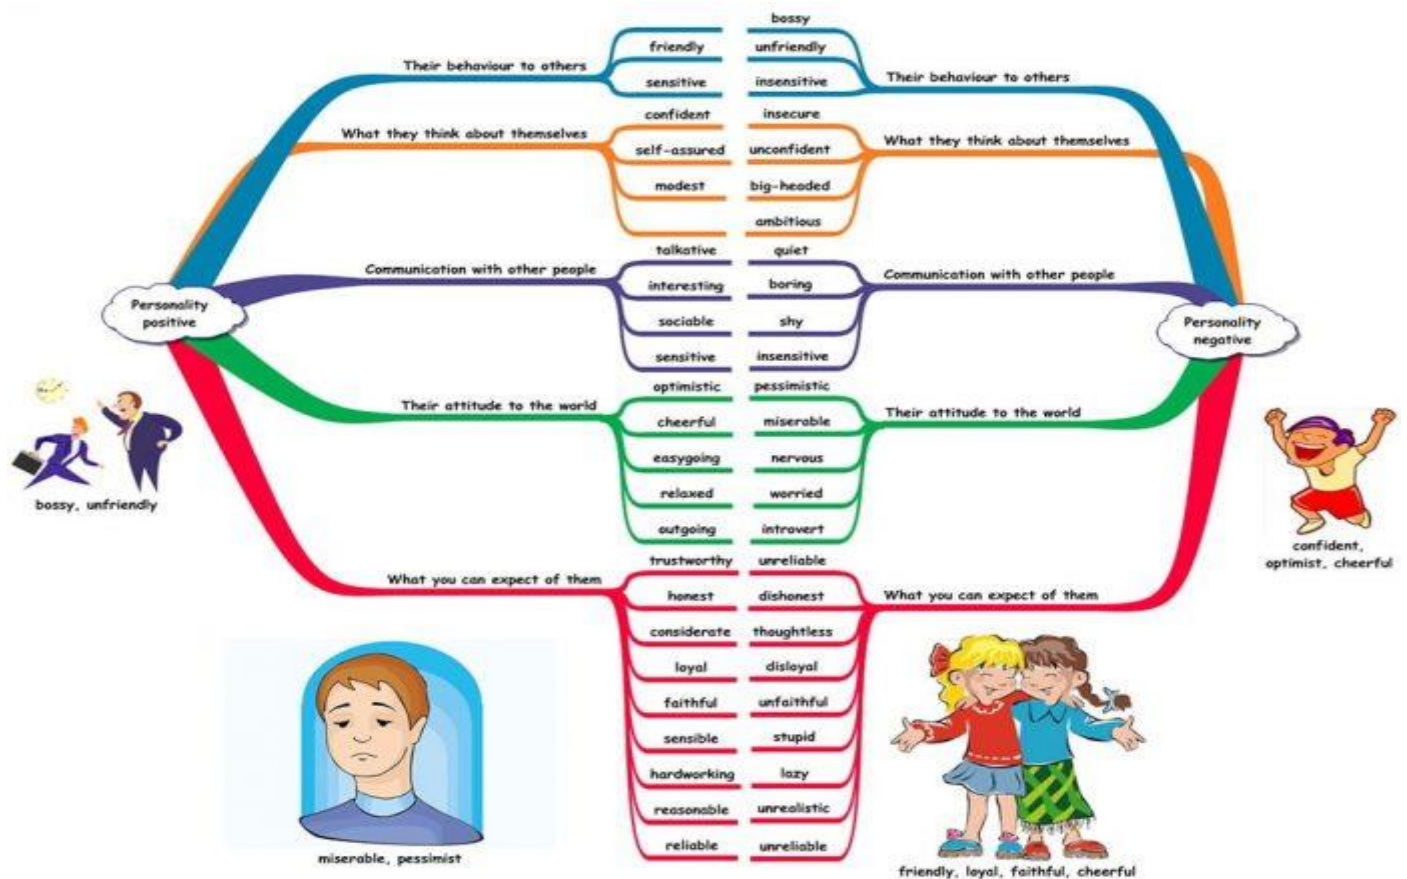 bossy
friendly unfriendly
Their behaviour to others
Their behaviour to others
sensitive insensitive
confident insecure
What they think about themselves
What they think about themselves
self-assured unconfident
modest big-headed
ambitious
talkative quiet
Communication with other people
Communication with other people
interesting boring
Personality
positive
sociable shy
Personality
negative
sensitive insensitive
optimistic pessimistic
Their attitude to the world
Their attitude to the world
cheerful miserable
easygoing nervous
relaxed worried
bossy, unfriendly
outgoing introvert
confident,
optimist, cheerful
trustworthy unreliable
What you can expect of them
What you can expect of them
honest dishonest
considerate thoughtless
loyal disloyal
faithful unfaithful
sensible stupid
hardworking lazy
reasonable unrealistic
reliable unreliable
miserable, pessimist
friendly, loyal, faithful, cheerful